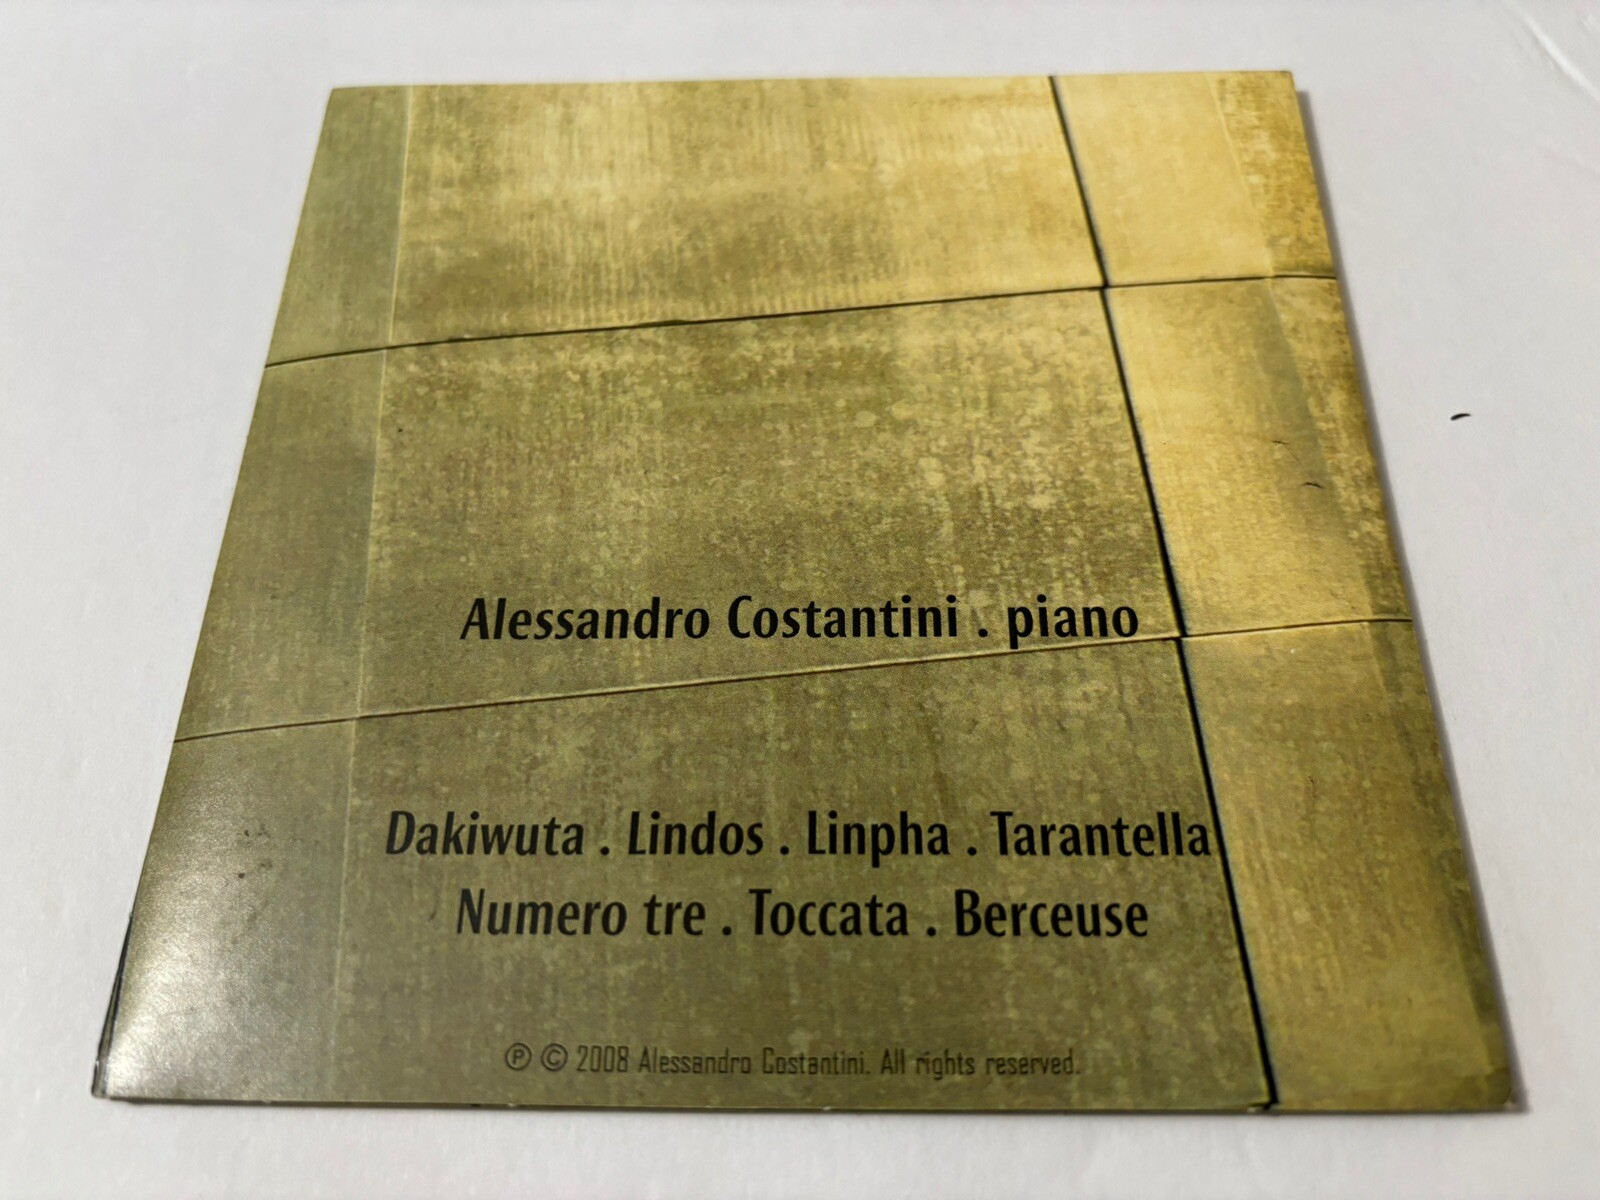 Alessandro Costantini . piano
Dakiwuta . Lindos . Linpha . Tarantella
Numero tre . Toccata . Berceuse
℗ © 2008 Alessandro Costantini. All rights reserved.